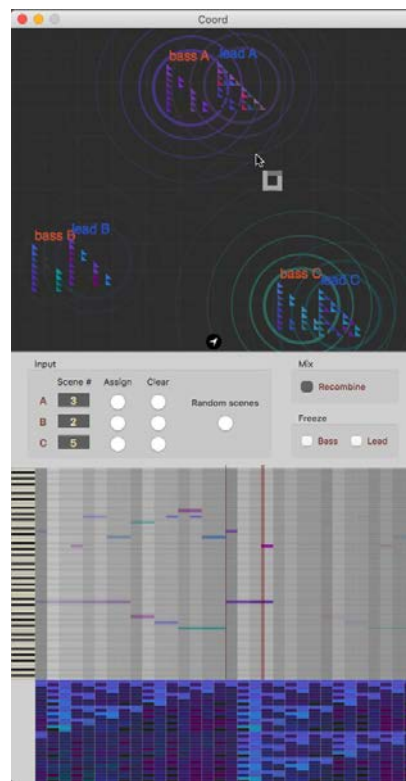 Coord
bass A lead A
bass B lead B
bass C lead C
Input
Mix
Scene # Assign Clear
Recombine
A 3
Random scenes
B 2
Freeze
C 5
Bass Lead